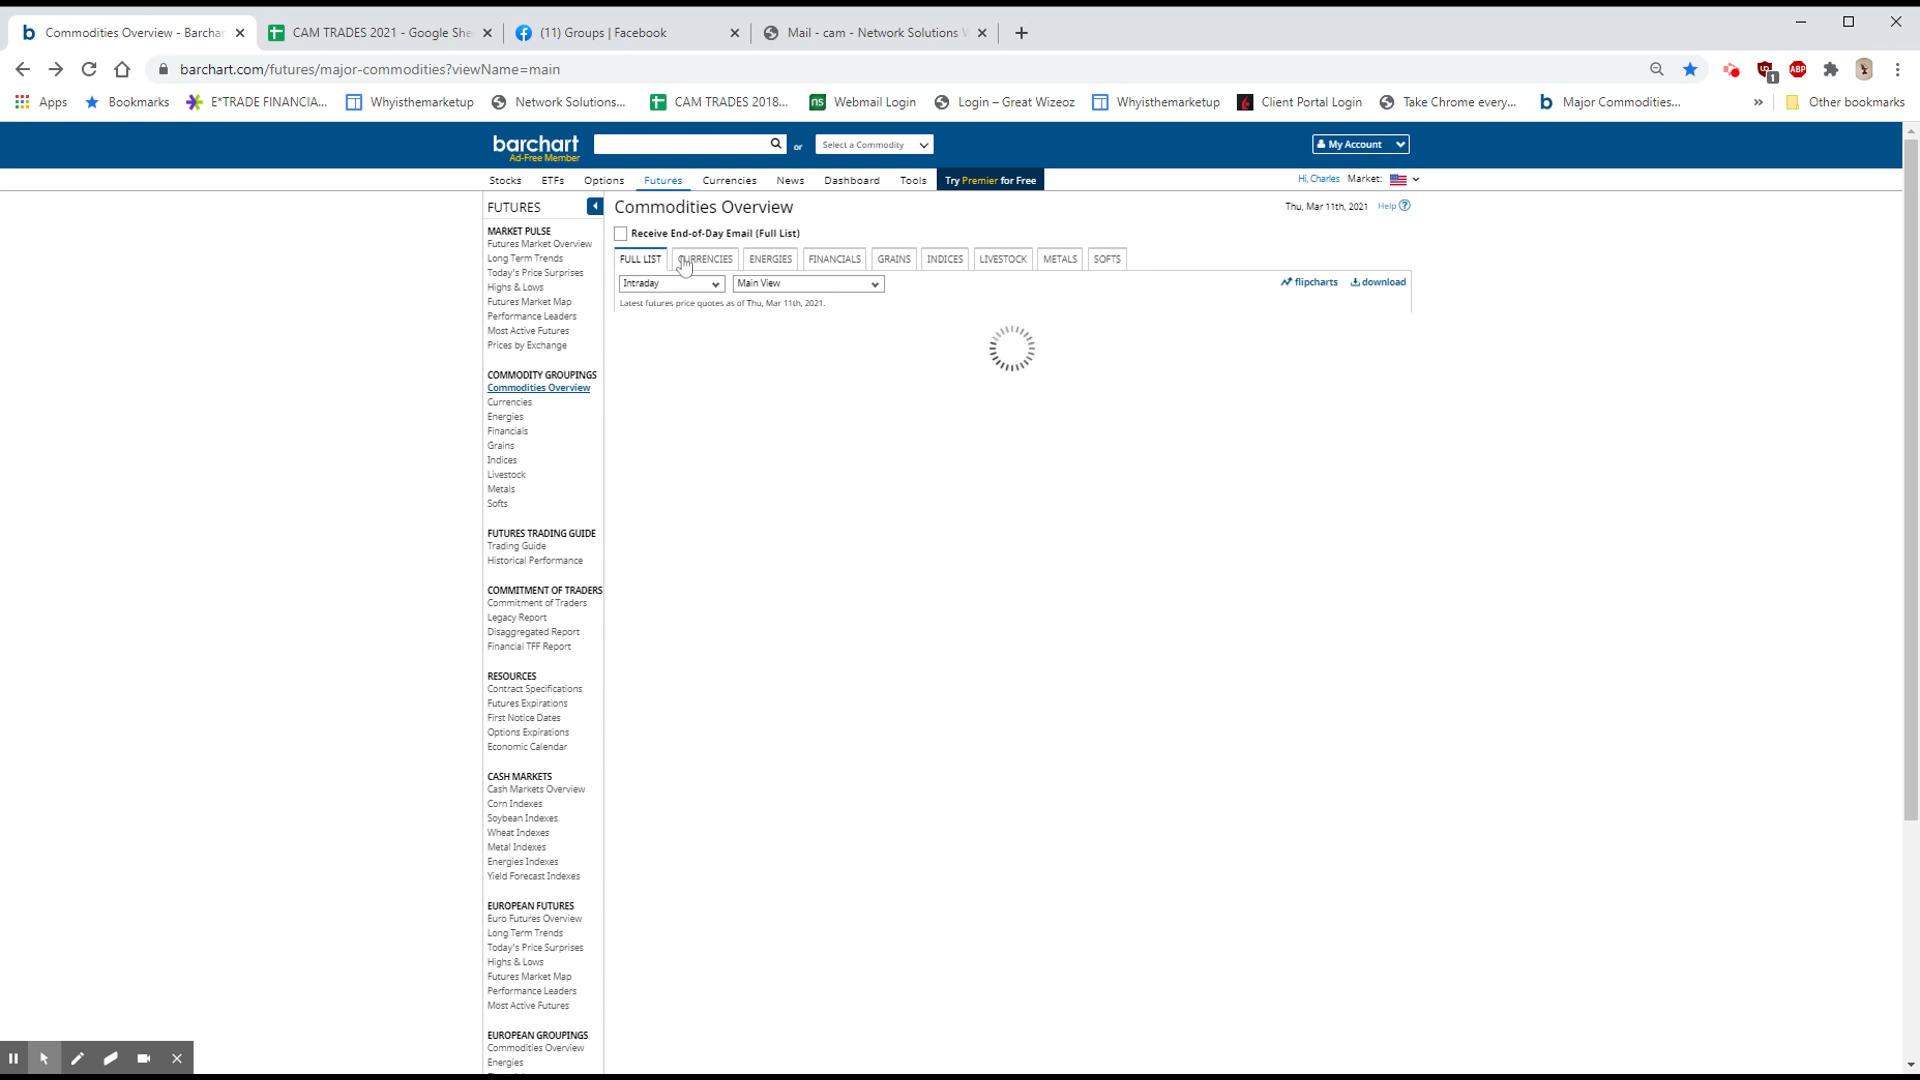 Commodities Overview - Barchar
CAM TRADES 2021 - Google She
(11) Groups | Facebook
Mail - cam - Network Solutions W
barchart.com/futures/major-commodities?viewName=main
1
ABP
Apps
Bookmarks
E*TRADE FINANCIA...
Whyisthemarketup
Network Solutions...
CAM TRADES 2018...
ns
Webmail Login
Login – Great Wizeoz
Whyisthemarketup
Client Portal Login
Take Chrome every...
b
Major Commodities...
»
Other bookmarks
barchart
Ad-Free Member
or
Select a Commodity
My Account
Stocks
ETFs
Options
Futures
Currencies
News
Dashboard
Tools
Try Premier for Free
Hi, Charles
Market:
FUTURES
MARKET PULSE
Futures Market Overview
Long Term Trends
Today's Price Surprises
Highs & Lows
Futures Market Map
Performance Leaders
Most Active Futures
Prices by Exchange
COMMODITY GROUPINGS
Commodities Overview
Currencies
Energies
Financials
Grains
Indices
Livestock
Metals
Softs
FUTURES TRADING GUIDE
Trading Guide
Historical Performance
COMMITMENT OF TRADERS
Commitment of Traders
Legacy Report
Disaggregated Report
Financial TFF Report
RESOURCES
Contract Specifications
Futures Expirations
First Notice Dates
Options Expirations
Economic Calendar
CASH MARKETS
Cash Markets Overview
Corn Indexes
Soybean Indexes
Wheat Indexes
Metal Indexes
Energies Indexes
Yield Forecast Indexes
EUROPEAN FUTURES
Euro Futures Overview
Long Term Trends
Today's Price Surprises
Highs & Lows
Futures Market Map
Performance Leaders
Most Active Futures
EUROPEAN GROUPINGS
Commodities Overview
Energies
Commodities Overview
Thu, Mar 11th, 2021
Help
Receive End-of-Day Email (Full List)
FULL LIST
CURRENCIES
ENERGIES
FINANCIALS
GRAINS
INDICES
LIVESTOCK
METALS
SOFTS
Intraday
Main View
flipcharts
download
Latest futures price quotes as of Thu, Mar 11th, 2021.